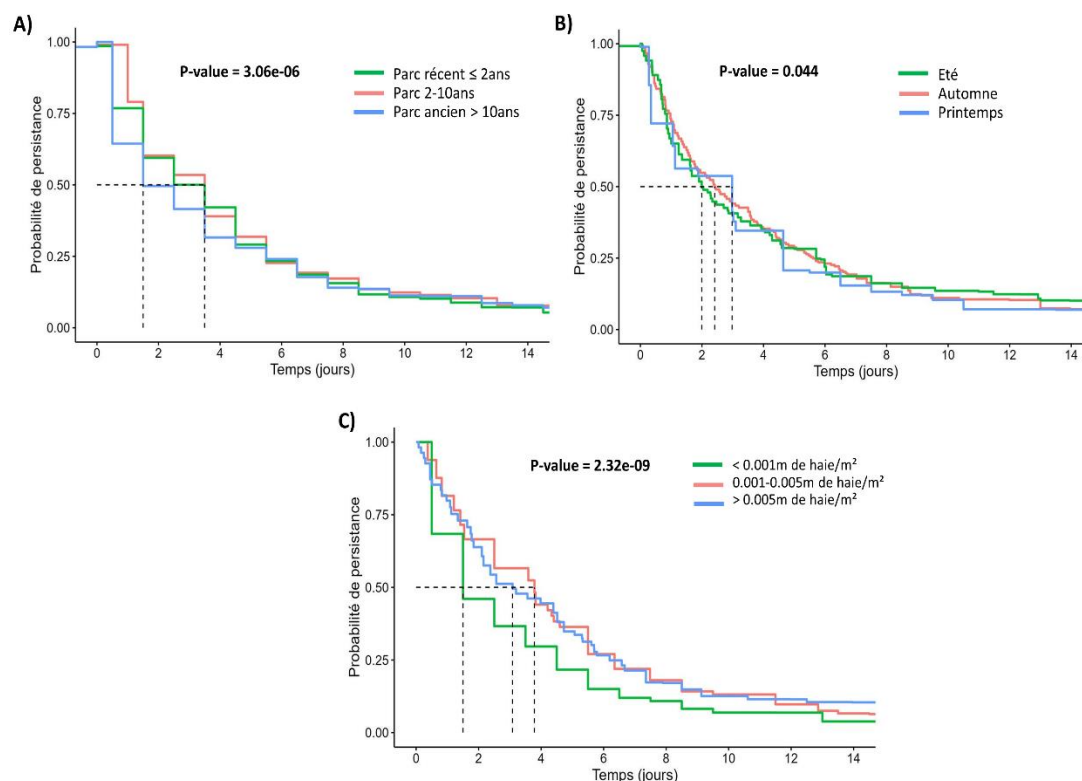 A)
P-value = 3.06e-06
Parc récent ≤ 2ans
Parc 2-10ans
Parc ancien > 10ans
Probabilité de persistance
1.00
0.75
0.50
0.25
0.00
0 2 4 6 8 10 12 14
Temps (jours)
B)
P-value = 0.044
Eté
Automne
Printemps
Probabilité de persistance
1.00
0.75
0.50
0.25
0.00
0 2 4 6 8 10 12 14
Temps (jours)
C)
P-value = 2.32e-09
< 0.001m de haie/m²
0.001-0.005m de haie/m²
> 0.005m de haie/m²
Probabilité de persistance
1.00
0.75
0.50
0.25
0.00
0 2 4 6 8 10 12 14
Temps (jours)